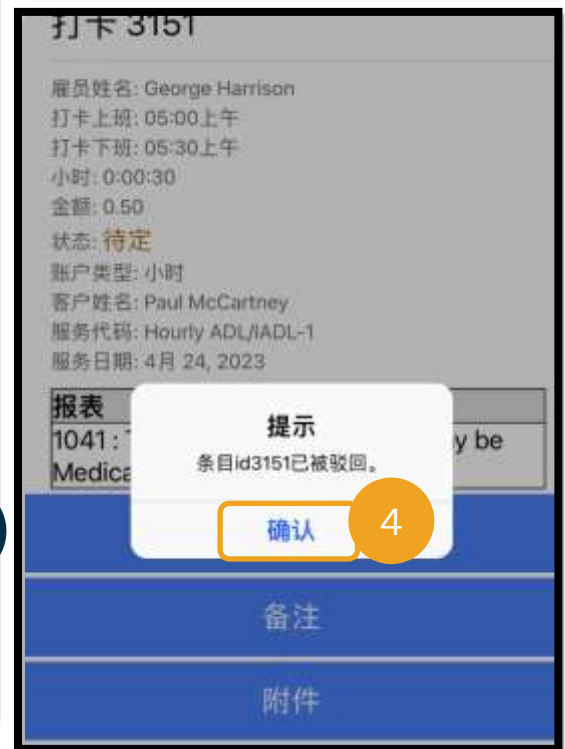 打卡 3151
雇员姓名: George Harrison
打卡上班: 05:00上午
打卡下班: 05:30上午
小时: 0:00:30
金额: 0.50
状态: 待定
账户类型: 小时
客户姓名: Paul McCartney
服务代码: Hourly ADL/IADL-1
服务日期: 4月 24, 2023
报表
1041 : y be
Medica
提示
条目id3151已被驳回。
确认
4
备注
附件